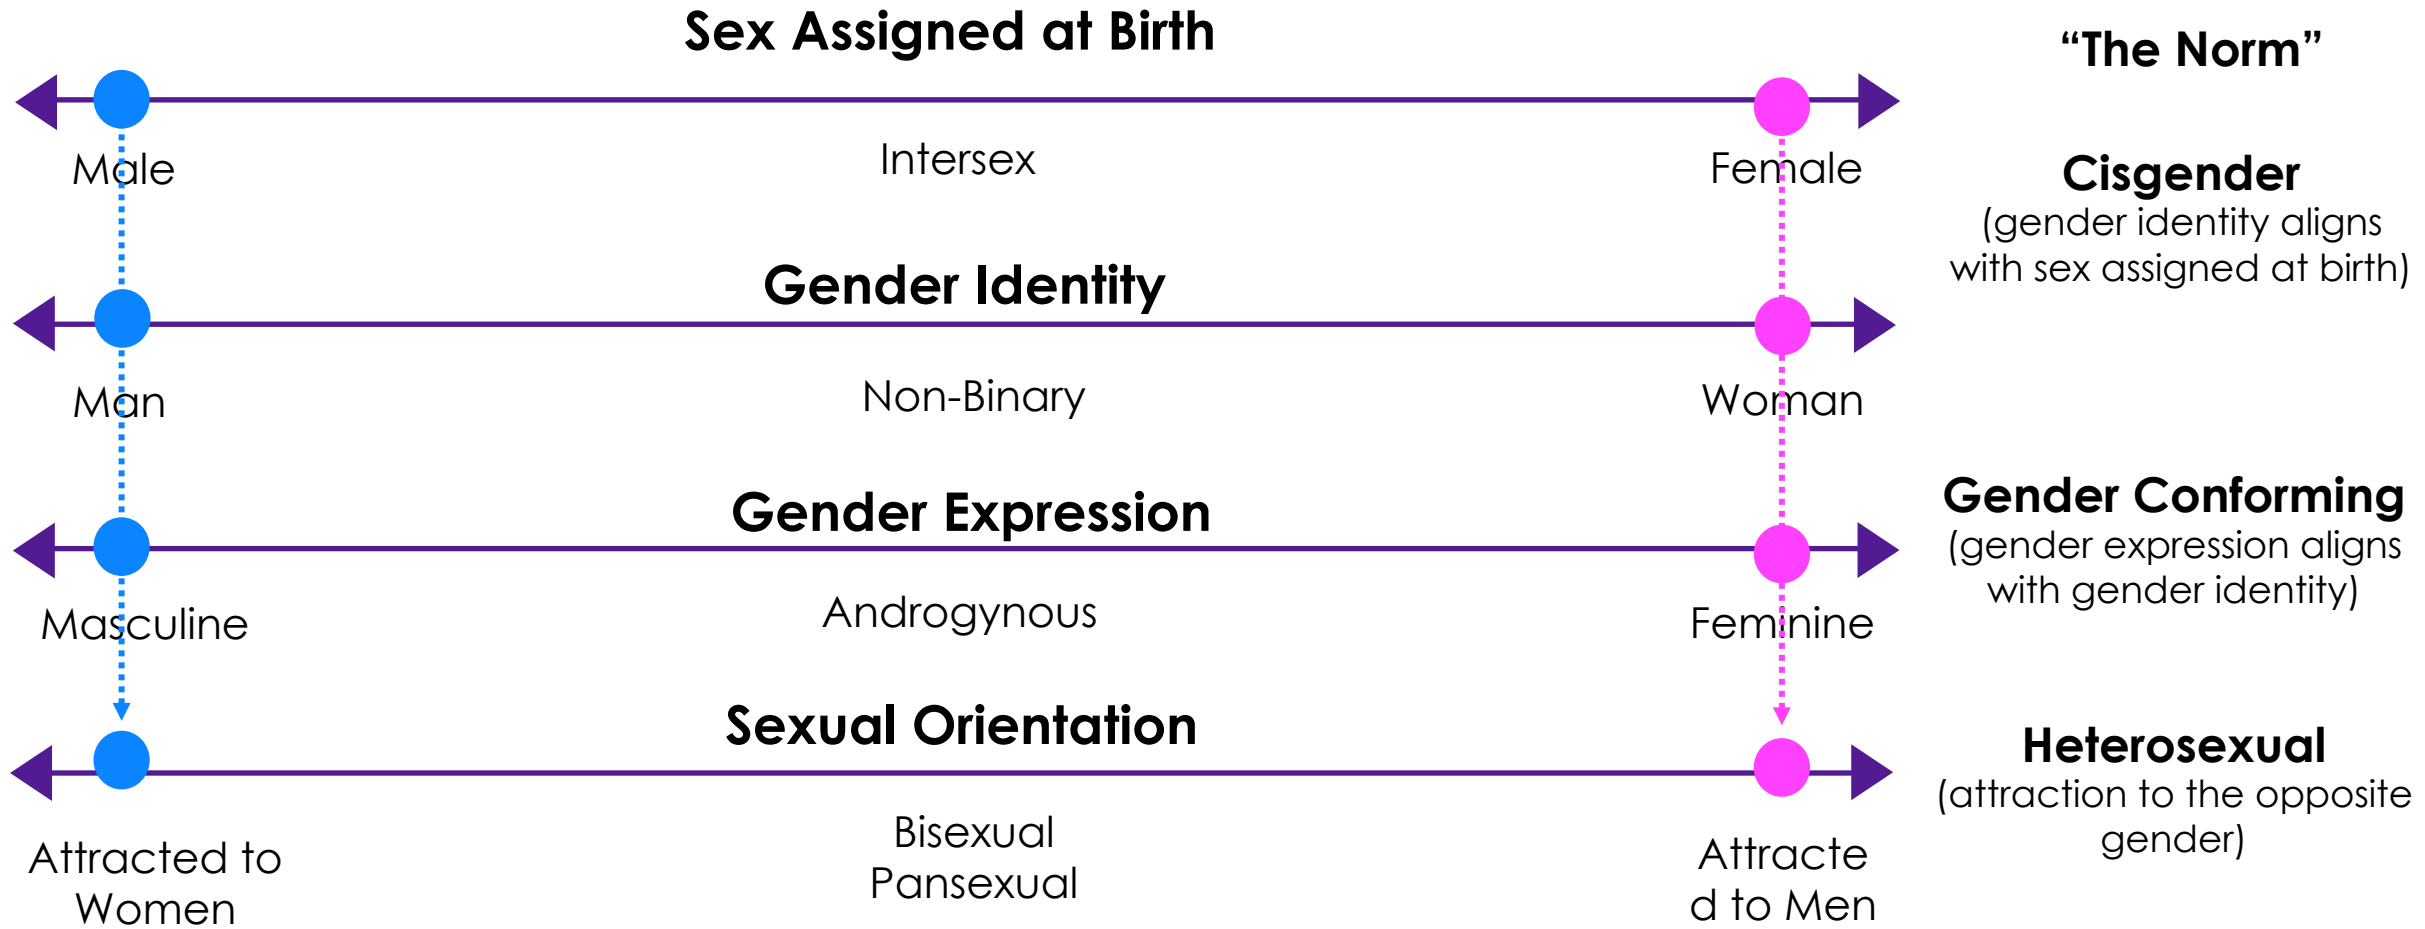 Sex Assigned at Birth
“The Norm”
Male
Intersex
Female
Cisgender
(gender identity aligns
with sex assigned at birth)
Gender Identity
Man
Non-Binary
Woman
Gender Expression
Gender Conforming
(gender expression aligns
with gender identity)
Masculine
Androgynous
Feminine
Sexual Orientation
Heterosexual
(attraction to the opposite
gender)
Attracted to
Women
Bisexual
Pansexual
Attracte
d to Men